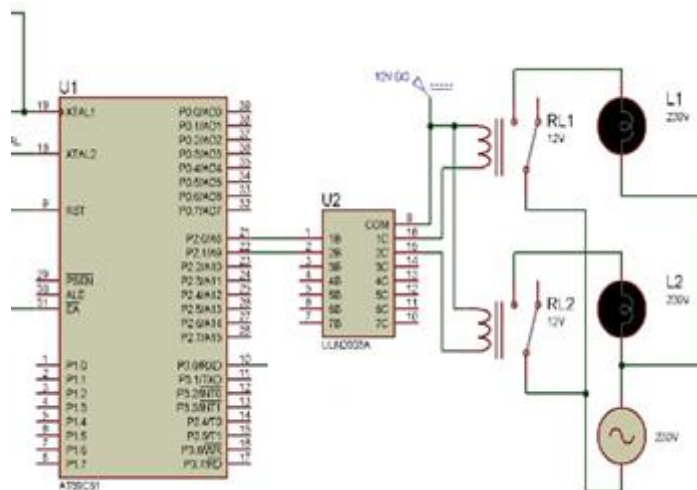 U1
19 XTAL1
18 XTAL2
9 RST
29 PSEN
30 ALE
31 EA
1 P1.0
2 P1.1
3 P1.2
4 P1.3
5 P1.4
6 P1.5
7 P1.6
8 P1.7
AT89C51
P0.0/AD0 39
P0.1/AD1 38
P0.2/AD2 37
P0.3/AD3 36
P0.4/AD4 35
P0.5/AD5 34
P0.6/AD6 33
P0.7/AD7 32
P2.0/A8 21
P2.1/A9 22
P2.2/A10 23
P2.3/A11 24
P2.4/A12 25
P2.5/A13 26
P2.6/A14 27
P2.7/A15 28
P3.0/RXD 10
P3.1/TXD 11
P3.2/INT0 12
P3.3/INT1 13
P3.4/T0 14
P3.5/T1 15
P3.6/WR 16
P3.7/RD 17
U2
COM 9
1 1B 1C 16
2 2B 2C 15
3 3B 3C 14
4 4B 4C 13
5 5B 5C 12
6 6B 6C 11
7 7B 7C 10
ULN2003A
12V DC
RL1
12V
L1
230V
RL2
12V
L2
230V
230V